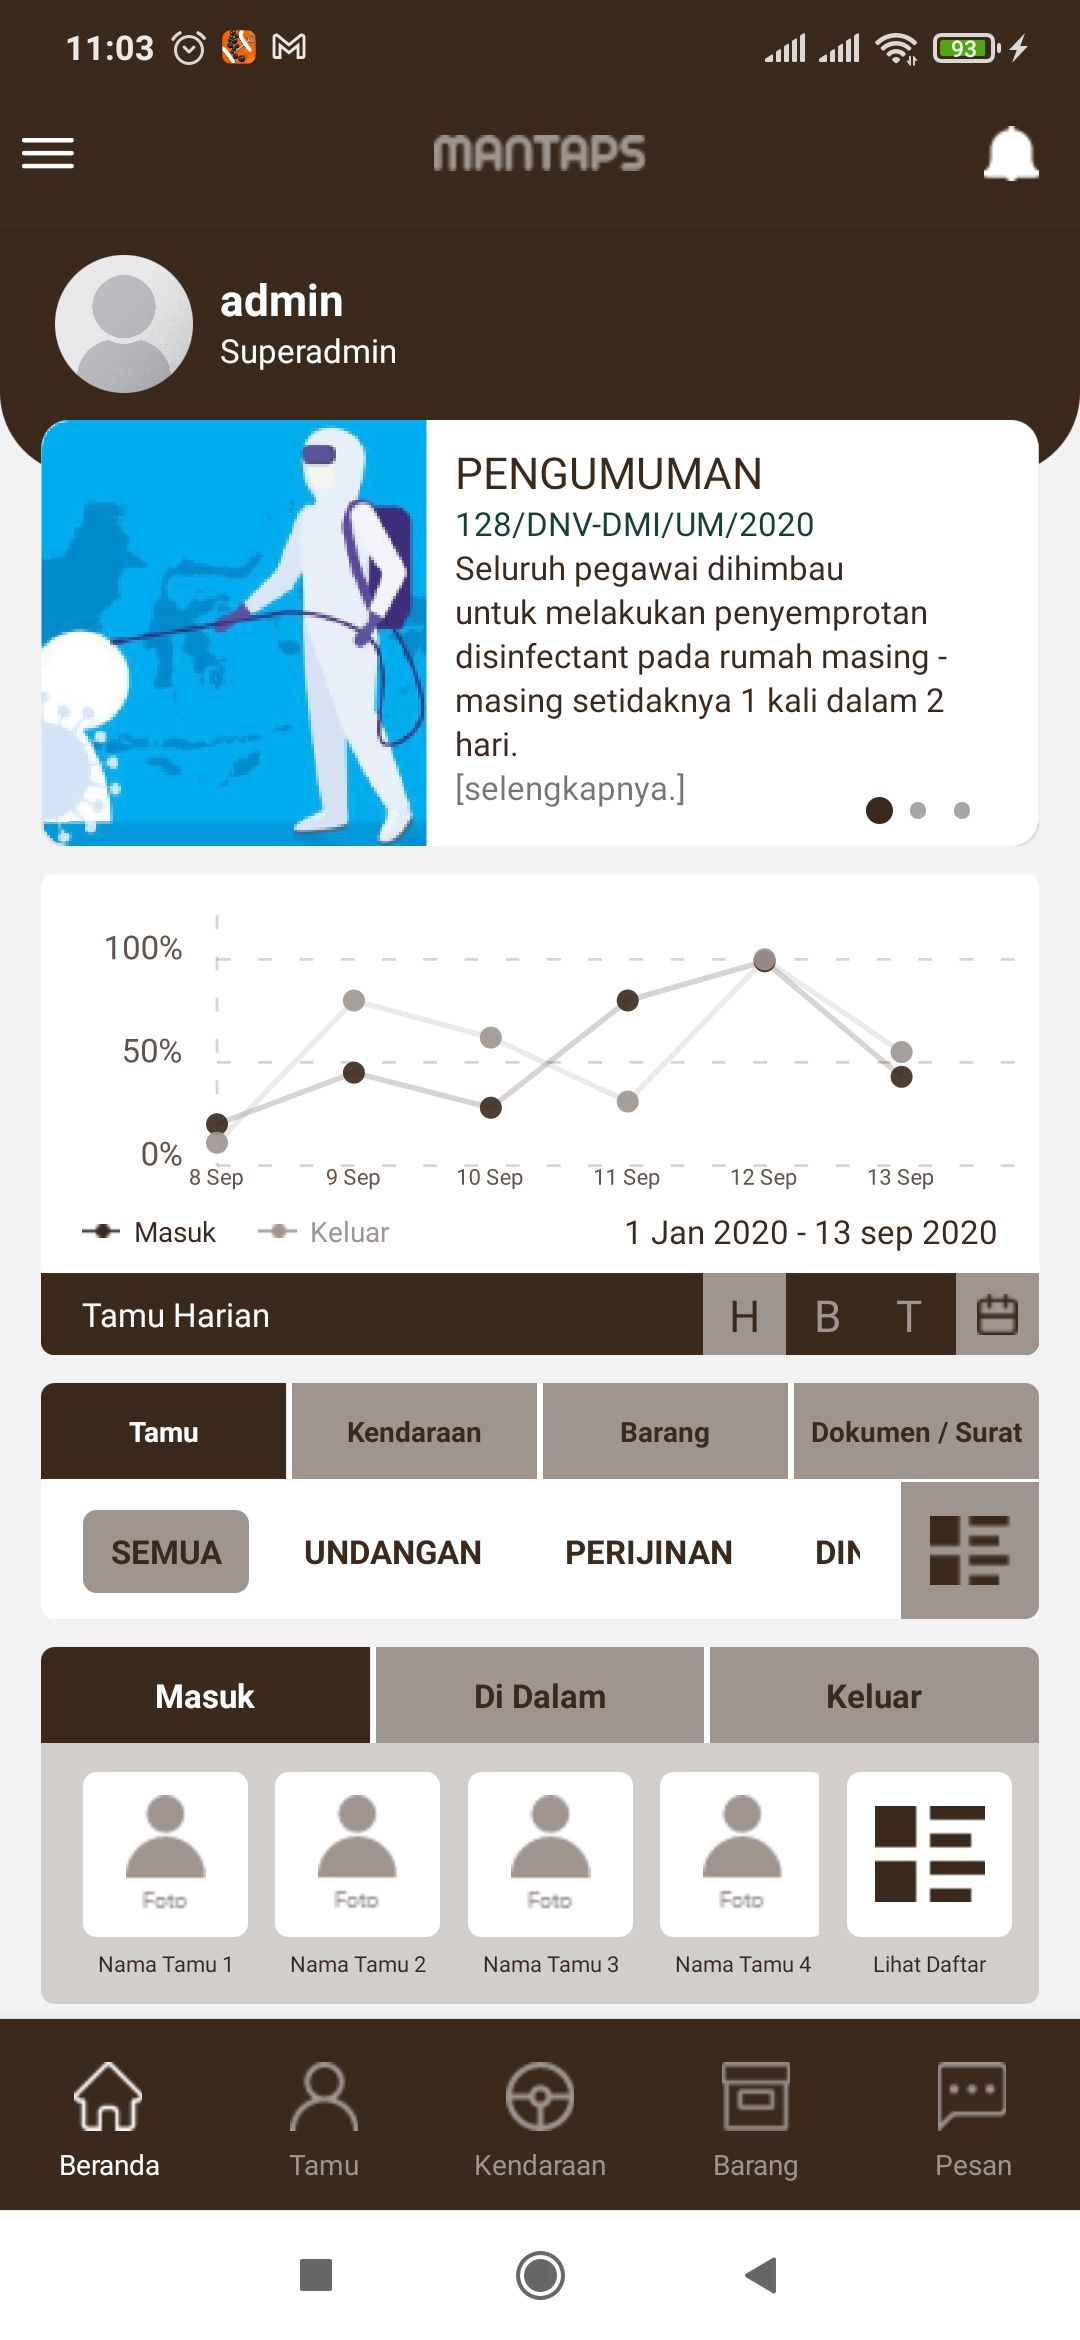 11:03
93
MANTAPS
admin
Superadmin
PENGUMUMAN
128/DNV-DMI/UM/2020
Seluruh pegawai dihimbau
untuk melakukan penyemprotan
disinfectant pada rumah masing -
masing setidaknya 1 kali dalam 2
hari.
[selengkapnya.]
100%
50%
0%
8 Sep 9 Sep 10 Sep 11 Sep 12 Sep 13 Sep
Masuk Keluar 1 Jan 2020 - 13 sep 2020
Tamu Harian H B T
Tamu Kendaraan Barang Dokumen / Surat
SEMUA UNDANGAN PERIJINAN DIN
Masuk Di Dalam Keluar
Foto Foto Foto Foto
Nama Tamu 1 Nama Tamu 2 Nama Tamu 3 Nama Tamu 4 Lihat Daftar
Beranda Tamu Kendaraan Barang Pesan